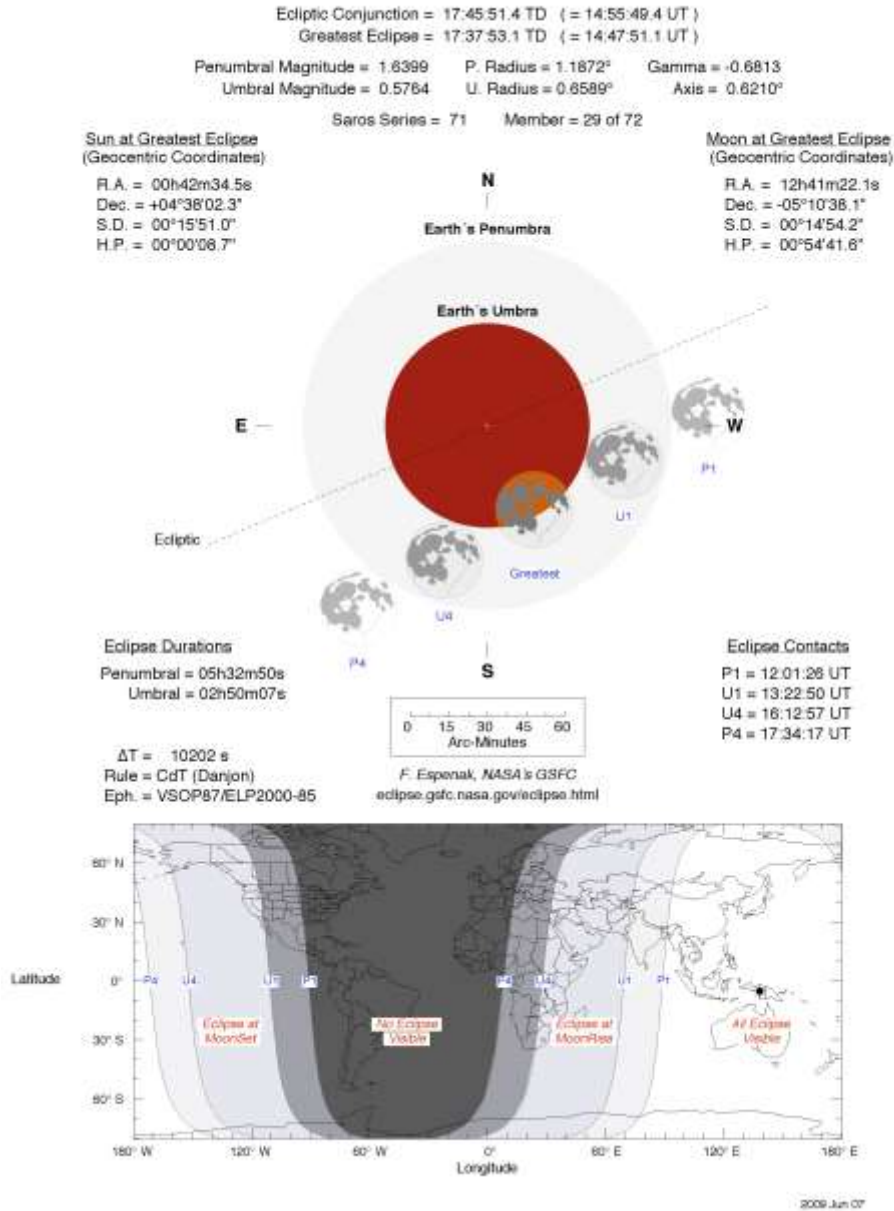 Ecliptic Conjunction = 17:45:51.4 TD ( = 14:55:49.4 UT )
Greatest Eclipse = 17:37:53.1 TD ( = 14:47:51.1 UT )
Penumbral Magnitude = 1.6399 P. Radius = 1.1872° Gamma = -0.6813
Umbral Magnitude = 0.5764 U. Radius = 0.6589° Axis = 0.6210°
Saros Series = 71 Member = 29 of 72
Sun at Greatest Eclipse
(Geocentric Coordinates)
R.A. = 00h42m34.5s
Dec. = +04°38'02.3"
S.D. = 00°15'51.0"
H.P. = 00°00'08.7"
Moon at Greatest Eclipse
(Geocentric Coordinates)
R.A. = 12h41m22.1s
Dec. = -05°10'38.1"
S.D. = 00°14'54.2"
H.P. = 00°54'41.6"
N
Earth's Penumbra
Earth's Umbra
E
W
P1
U1
Ecliptic
Greatest
U4
P4
S
Eclipse Durations
Penumbral = 05h32m50s
Umbral = 02h50m07s
Eclipse Contacts
P1 = 12:01:26 UT
U1 = 13:22:50 UT
U4 = 16:12:57 UT
P4 = 17:34:17 UT
0 15 30 45 60
Arc-Minutes
ΔT = 10202 s
Rule = CdT (Danjon)
Eph. = VSOP87/ELP2000-85
F. Espenak, NASA's GSFC
eclipse.gsfc.nasa.gov/eclipse.html
60° N
30° N
Latitude
0°
30° S
60° S
P4 U4 U1 P1 P4 U4 U1 P1
Eclipse at MoonSet
No Eclipse Visible
Eclipse at MoonRise
All Eclipse Visible
180° W 120° W 60° W 0° 60° E 120° E 180° E
Longitude
2009 Jun 07